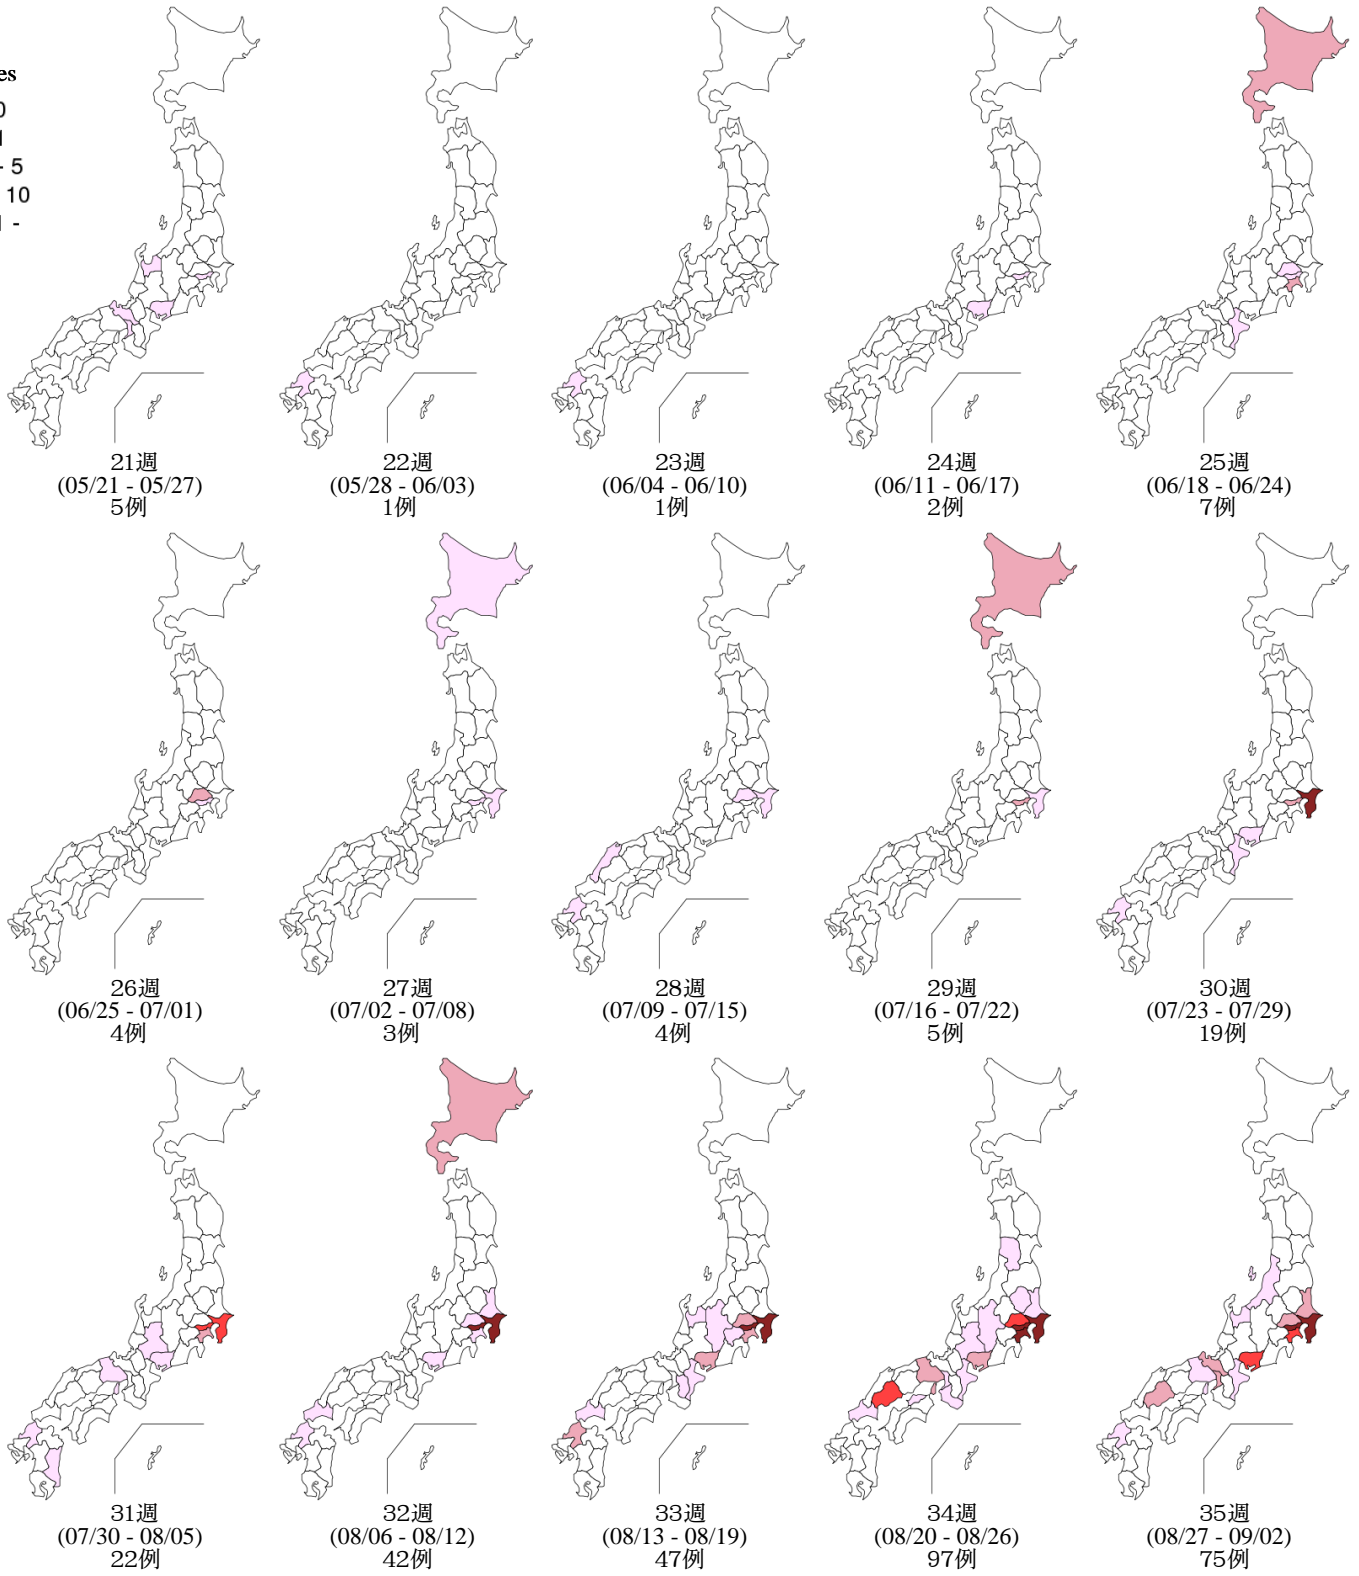 es
- 5
10
-
21週
(05/21 - 05/27)
5例
22週
(05/28 - 06/03)
1例
23週
(06/04 - 06/10)
1例
24週
(06/11 - 06/17)
2例
25週
(06/18 - 06/24)
7例
26週
(06/25 - 07/01)
4例
27週
(07/02 - 07/08)
3例
28週
(07/09 - 07/15)
4例
29週
(07/16 - 07/22)
5例
30週
(07/23 - 07/29)
19例
31週
(07/30 - 08/05)
22例
32週
(08/06 - 08/12)
42例
33週
(08/13 - 08/19)
47例
34週
(08/20 - 08/26)
97例
35週
(08/27 - 09/02)
75例